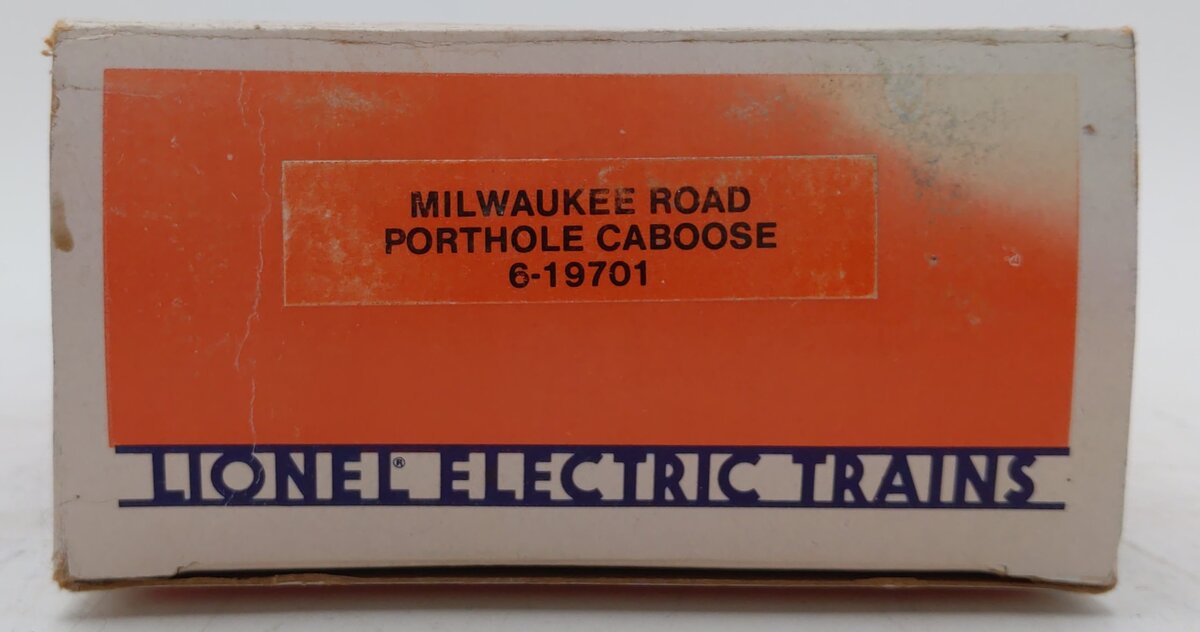 MILWAUKEE ROAD
PORTHOLE CABOOSE
6-19701
LIONEL® ELECTRIC TRAINS